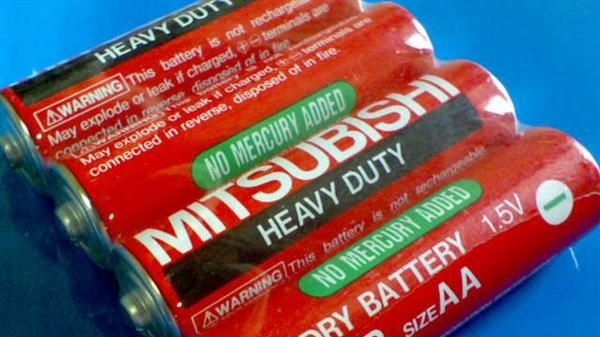 HEAVY DUTY
WARNING This battery is not rechargeable
May explode or leak if charged, + - terminals are
connected in reverse, disposed of in fire
May explode or leak if charged, + - terminals are
connected in reverse, disposed of in fire.
NO MERCURY ADDED
MITSUBISHI
HEAVY DUTY
WARNING This battery is not rechargeable
NO MERCURY ADDED
DRY BATTERY 1.5V
SIZE AA